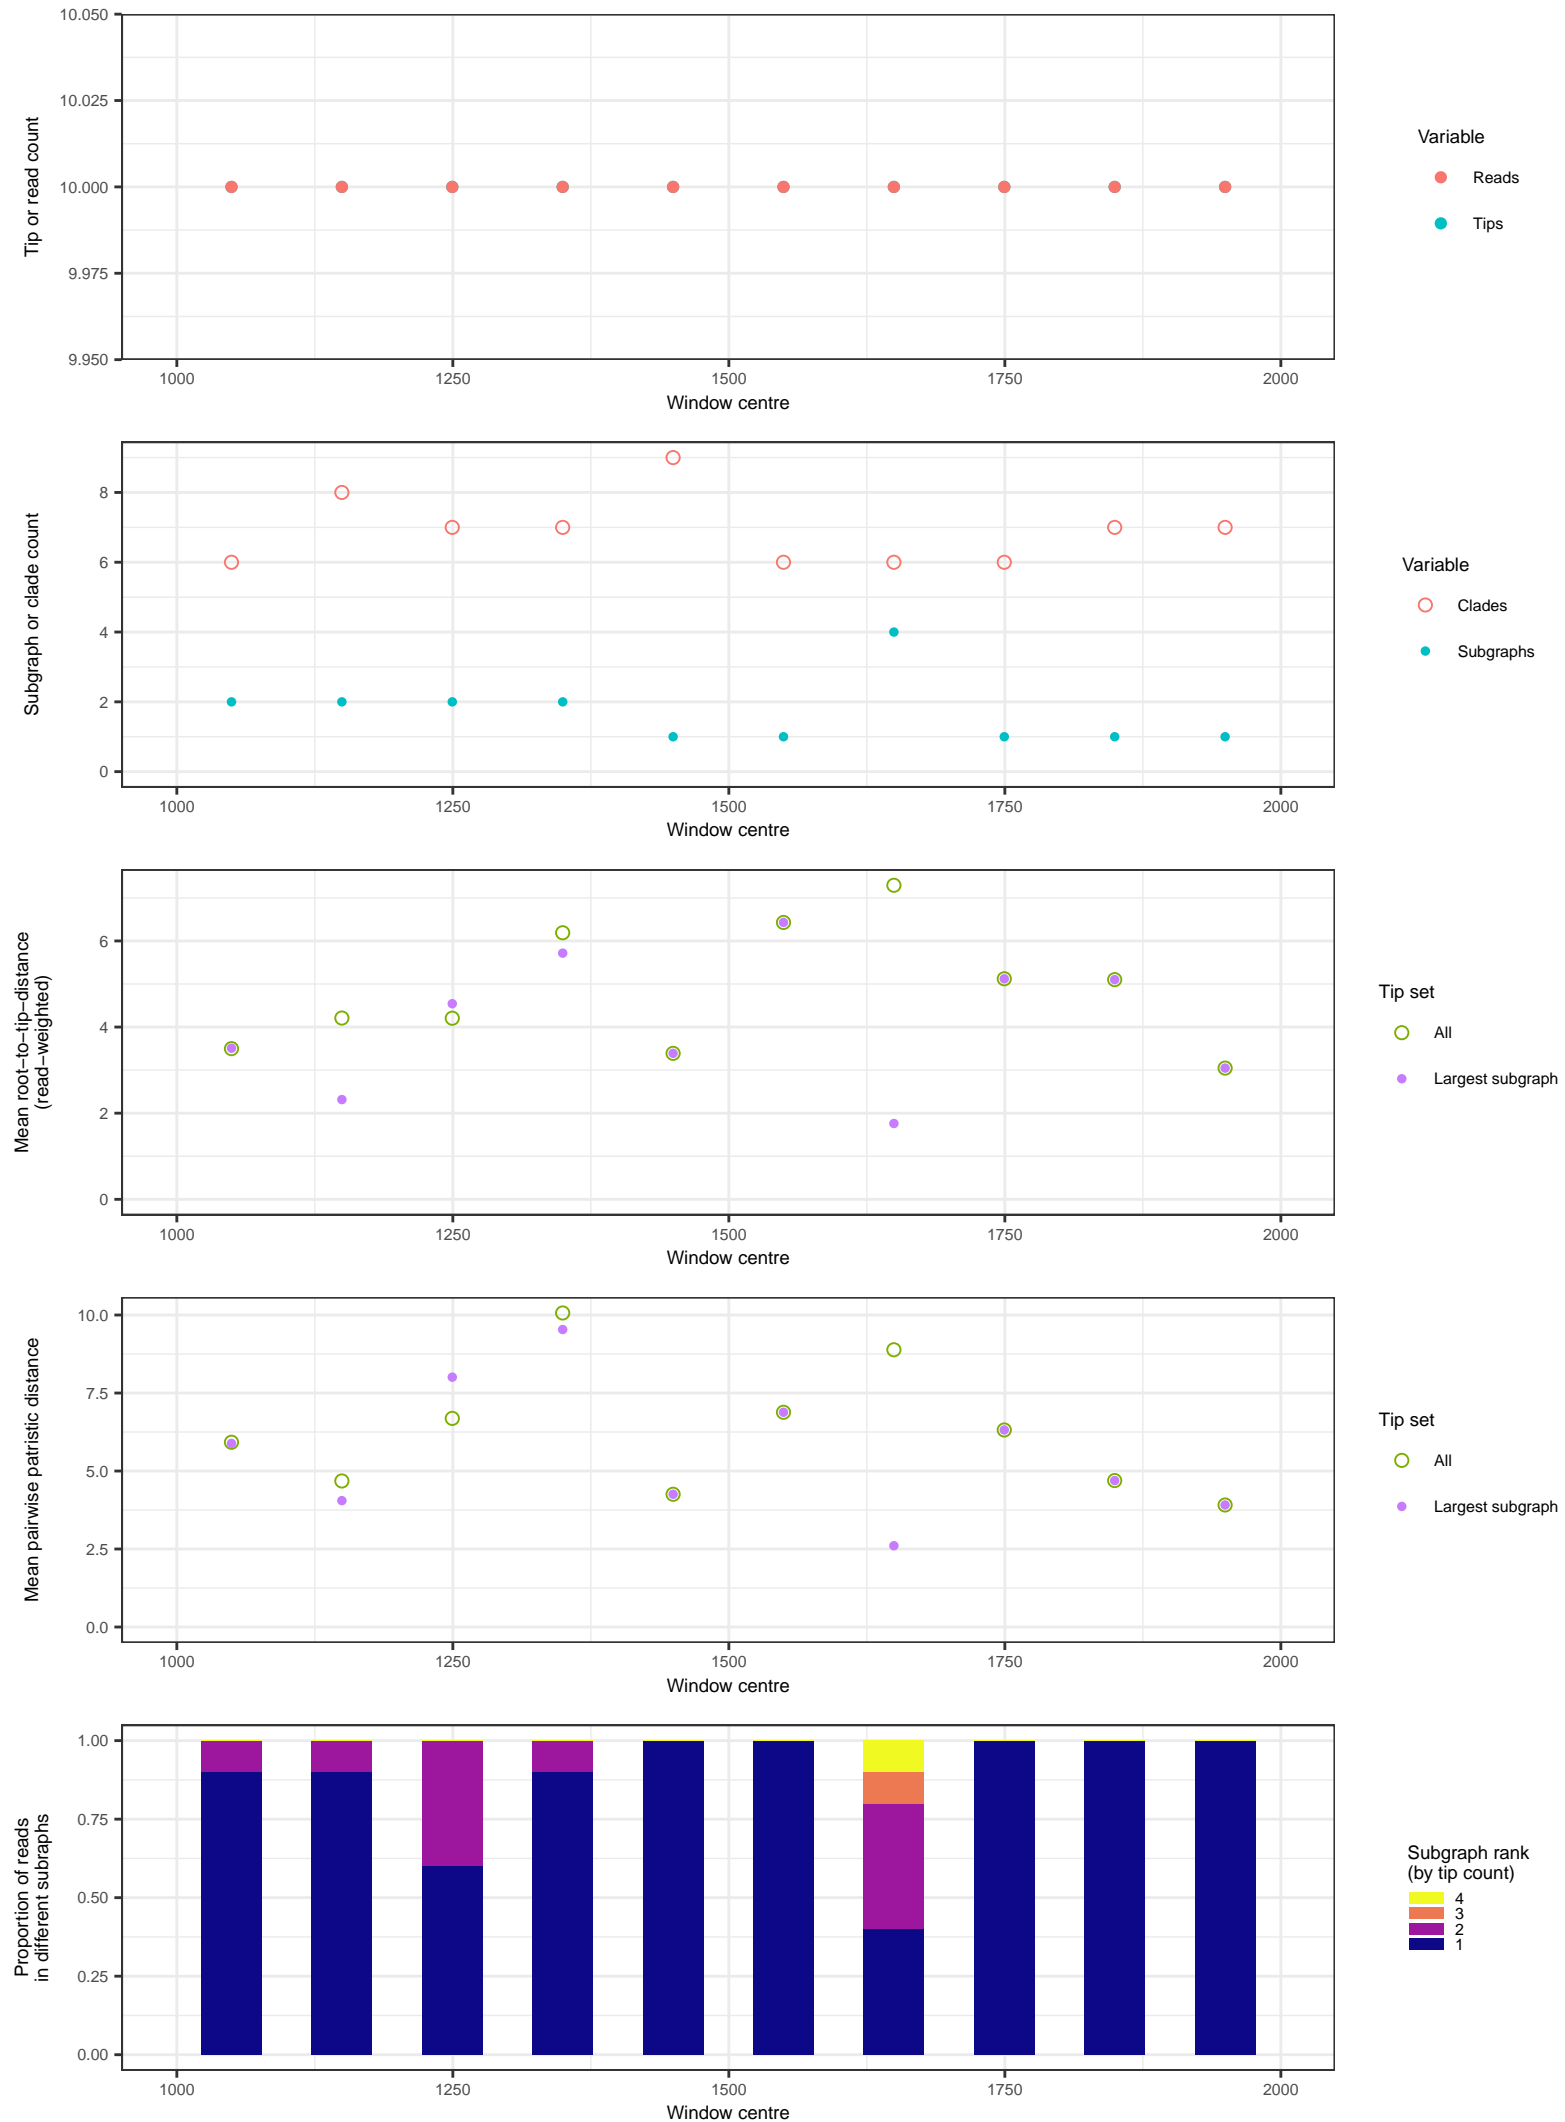 10.050
10.025
10.000
9.975
9.950
Tip or read count
1000 1250 1500 1750 2000
Window centre
Variable
Reads
Tips
8
6
4
2
0
Subgraph or clade count
1000 1250 1500 1750 2000
Window centre
Variable
Clades
Subgraphs
6
4
2
0
Mean root−to−tip−distance
(read−weighted)
1000 1250 1500 1750 2000
Window centre
Tip set
All
Largest subgraph
10.0
7.5
5.0
2.5
0.0
Mean pairwise patristic distance
1000 1250 1500 1750 2000
Window centre
Tip set
All
Largest subgraph
1.00
0.75
0.50
0.25
0.00
Proportion of reads
in different subraphs
1000 1250 1500 1750 2000
Window centre
Subgraph rank
(by tip count)
4
3
2
1